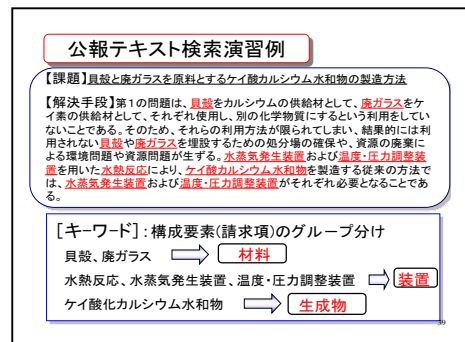 公報テキスト検索演習例
【課題】貝殻と廃ガラスを原料とするケイ酸カルシウム水和物の製造方法
【解決手段】第1の問題は、貝殻をカルシウムの供給材として、廃ガラスをケ
イ素の供給材として、それぞれ使用し、別の化学物質にするという利用をしてい
ないことである。そのため、それらの利用方法が限られてしまい、結果的には利
用されない貝殻や廃ガラスを埋設するための処分場の確保や、資源の廃棄に
よる環境問題や資源問題が生ずる。水蒸気発生装置および温度・圧力調整装
置を用いた水熱反応により、ケイ酸カルシウム水和物を製造する従来の方法で
は、水蒸気発生装置および温度・圧力調整装置がそれぞれ必要となることであ
る。
[キーワード]:構成要素(請求項)のグループ分け
貝殻、廃ガラス 材料
水熱反応、水蒸気発生装置、温度・圧力調整装置 装置
ケイ酸化カルシウム水和物 生成物
39